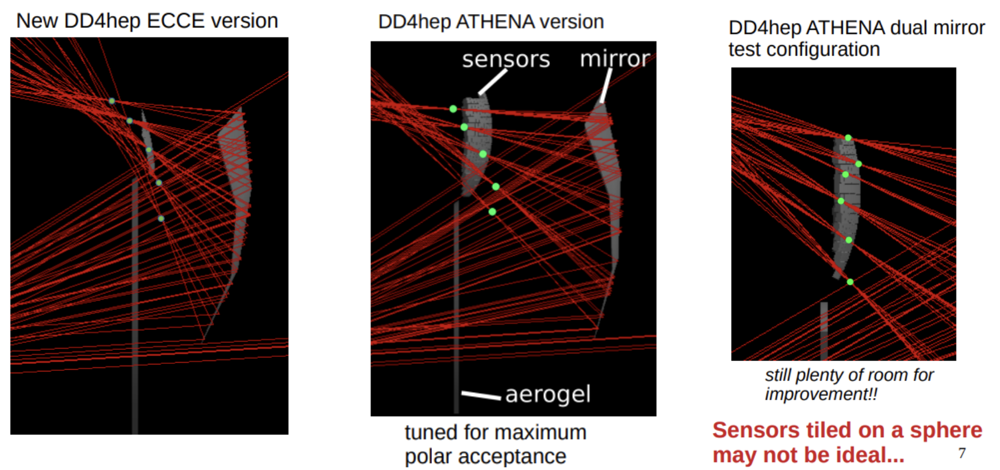 New DD4hep ECCE version
DD4hep ATHENA version
DD4hep ATHENA dual mirror
test configuration
sensors
mirror
aerogel
tuned for maximum
polar acceptance
still plenty of room for
improvement!!
Sensors tiled on a sphere
may not be ideal...
7